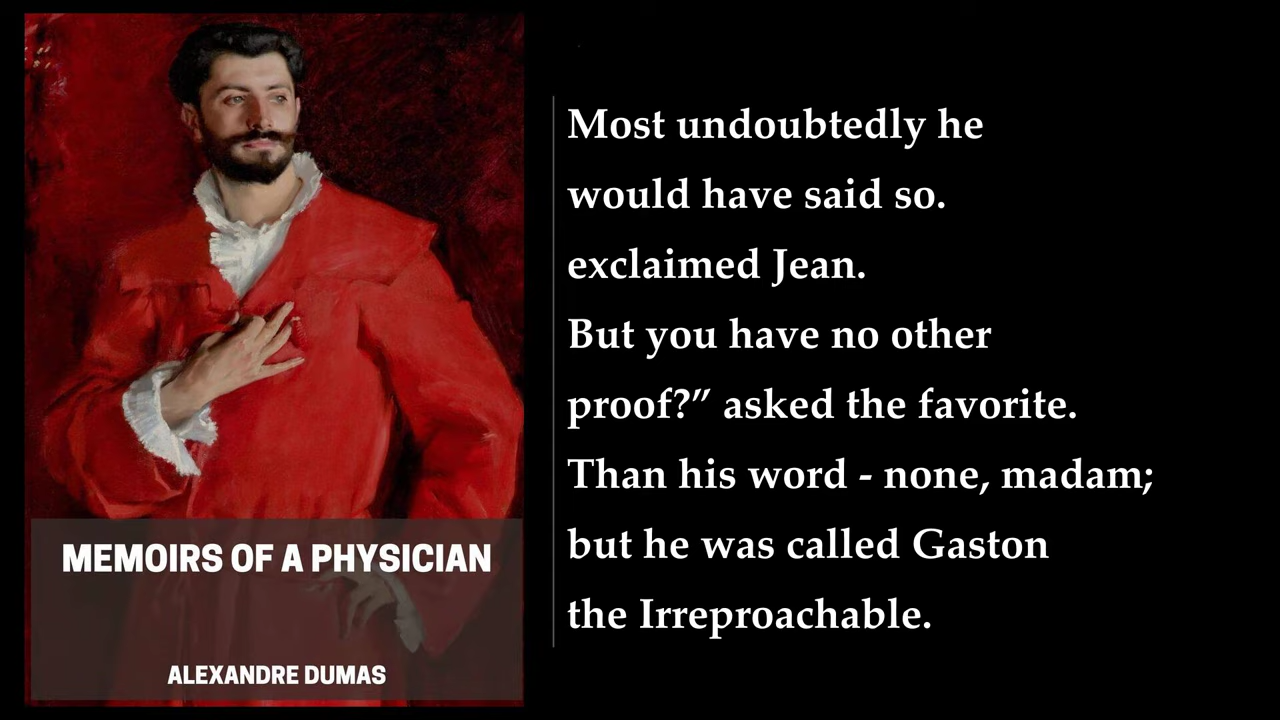 MEMOIRS OF A PHYSICIAN
ALEXANDRE DUMAS
Most undoubtedly he
would have said so.
exclaimed Jean.
But you have no other
proof?” asked the favorite.
Than his word - none, madam;
but he was called Gaston
the Irreproachable.